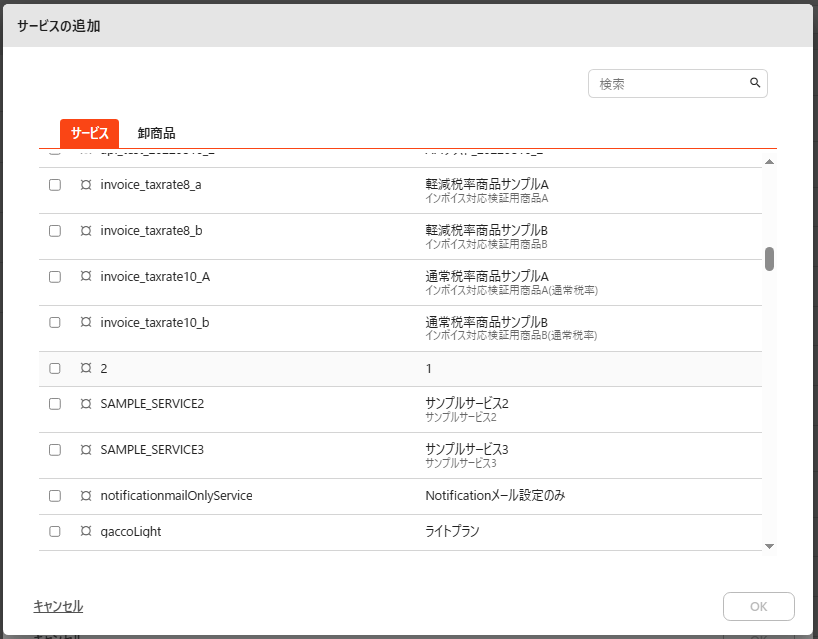 サービスの追加
検索
サービス
卸商品
invoice_taxrate8_a
軽減税率商品サンプルA
インボイス対応検証用商品A
invoice_taxrate8_b
軽減税率商品サンプルB
インボイス対応検証用商品B
invoice_taxrate10_A
通常税率商品サンプルA
インボイス対応検証用商品A(通常税率)
invoice_taxrate10_b
通常税率商品サンプルB
インボイス対応検証用商品B(通常税率)
2
1
SAMPLE_SERVICE2
サンプルサービス2
サンプルサービス2
SAMPLE_SERVICE3
サンプルサービス3
サンプルサービス3
notificationmailOnlyService
Notificationメール設定のみ
gaccoLight
ライトプラン
キャンセル
OK